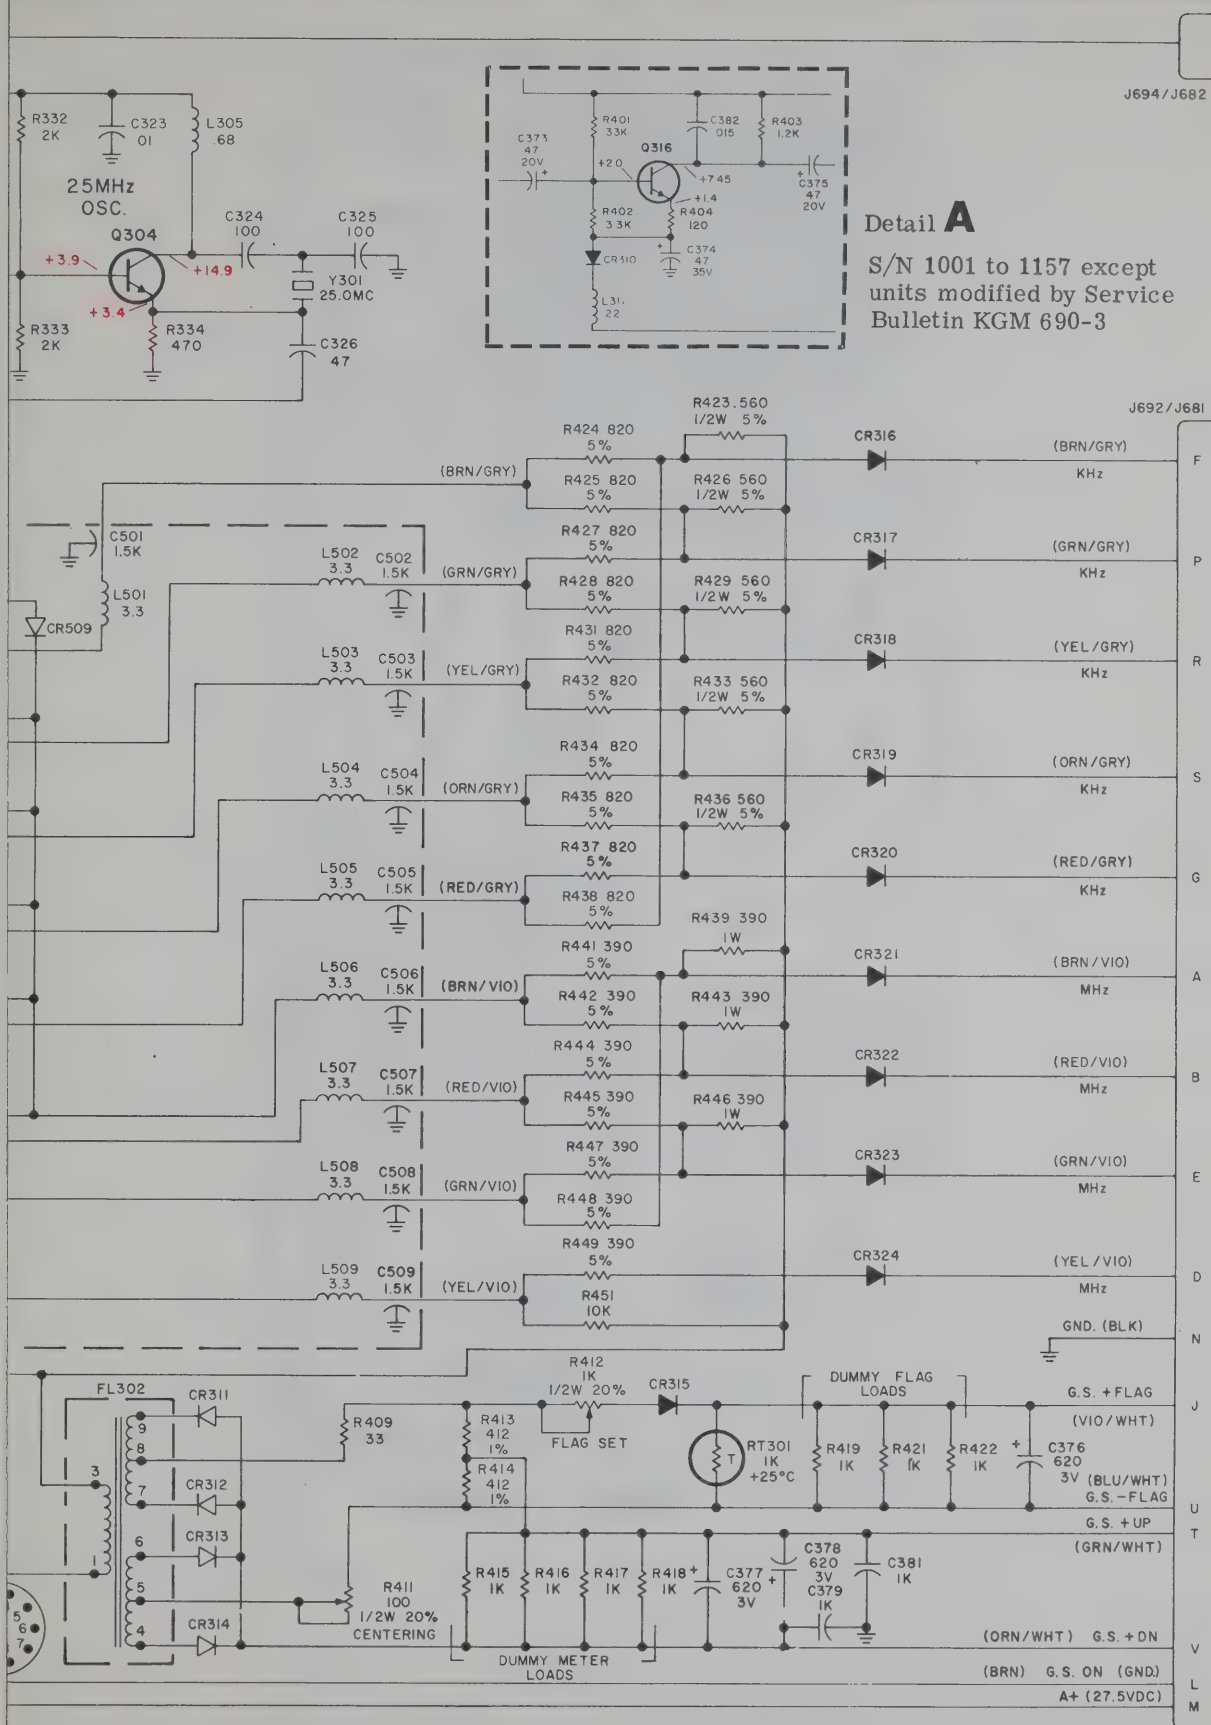 J694/J682
R332
2K
C323
01
L305
.68
25MHz
OSC.
Q304
+3.9
+14.9
+3.4
C324
100
C325
100
Y301
25.0MC
R333
2K
R334
470
C326
47
R401
33K
C382
015
R403
1.2K
C373
47
20V
+
Q316
+20
+745
+1.4
+
C375
47
20V
R402
3.3K
R404
120
CR310
+
C374
47
35V
22
Detail A
S/N 1001 to 1157 except
units modified by Service
Bulletin KGM 690-3
J692/J681
R423.560
1/2W 5%
R424 820
5%
CR316
(BRN/GRY)
KHz
F
(BRN/GRY)
R425 820
5%
R426 560
1/2W 5%
C501
1.5K
L501
3.3
CR509
R427 820
5%
CR317
(GRN/GRY)
KHz
P
L502
3.3
C502
1.5K
(GRN/GRY)
R428 820
5%
R429 560
1/2W 5%
R431 820
5%
CR318
(YEL/GRY)
KHz
R
L503
3.3
C503
1.5K
(YEL/GRY)
R432 820
5%
R433 560
1/2W 5%
R434 820
5%
CR319
(ORN/GRY)
KHz
S
L504
3.3
C504
1.5K
(ORN/GRY)
R435 820
5%
R436 560
1/2W 5%
R437 820
5%
CR320
(RED/GRY)
KHz
G
L505
3.3
C505
1.5K
(RED/GRY)
R438 820
5%
R439 390
1W
R441 390
5%
CR321
(BRN/VIO)
MHz
A
L506
3.3
C506
1.5K
(BRN/VIO)
R442 390
5%
R443 390
1W
R444 390
5%
CR322
(RED/VIO)
MHz
B
L507
3.3
C507
1.5K
(RED/VIO)
R445 390
5%
R446 390
1W
R447 390
5%
CR323
(GRN/VIO)
MHz
E
L508
3.3
C508
1.5K
(GRN/VIO)
R448 390
5%
R449 390
5%
CR324
(YEL/VIO)
MHz
D
L509
3.3
C509
1.5K
(YEL/VIO)
R451
10K
GND. (BLK)
N
FL302
9
8
7
3
6
5
4
1
CR311
CR312
CR313
CR314
R409
33
R413
412
1%
R414
412
1%
R412
1K
1/2W 20%
FLAG SET
CR315
RT301
1K
+25°C
T
DUMMY FLAG
LOADS
R419
1K
R421
1K
R422
1K
+
C376
620
3V
G.S. +FLAG
(VIO/WHT)
J
(BLU/WHT)
G.S.-FLAG
U
G.S. +UP
(GRN/WHT)
T
R411
100
1/2W 20%
CENTERING
R415
1K
R416
1K
R417
1K
R418
1K
+
C377
620
3V
C378
620
3V
+
C379
1K
C381
1K
DUMMY METER
LOADS
(ORN/WHT) G.S. +DN
V
(BRN) G.S. ON (GND.)
L
A+ (27.5VDC)
M
5
6
7